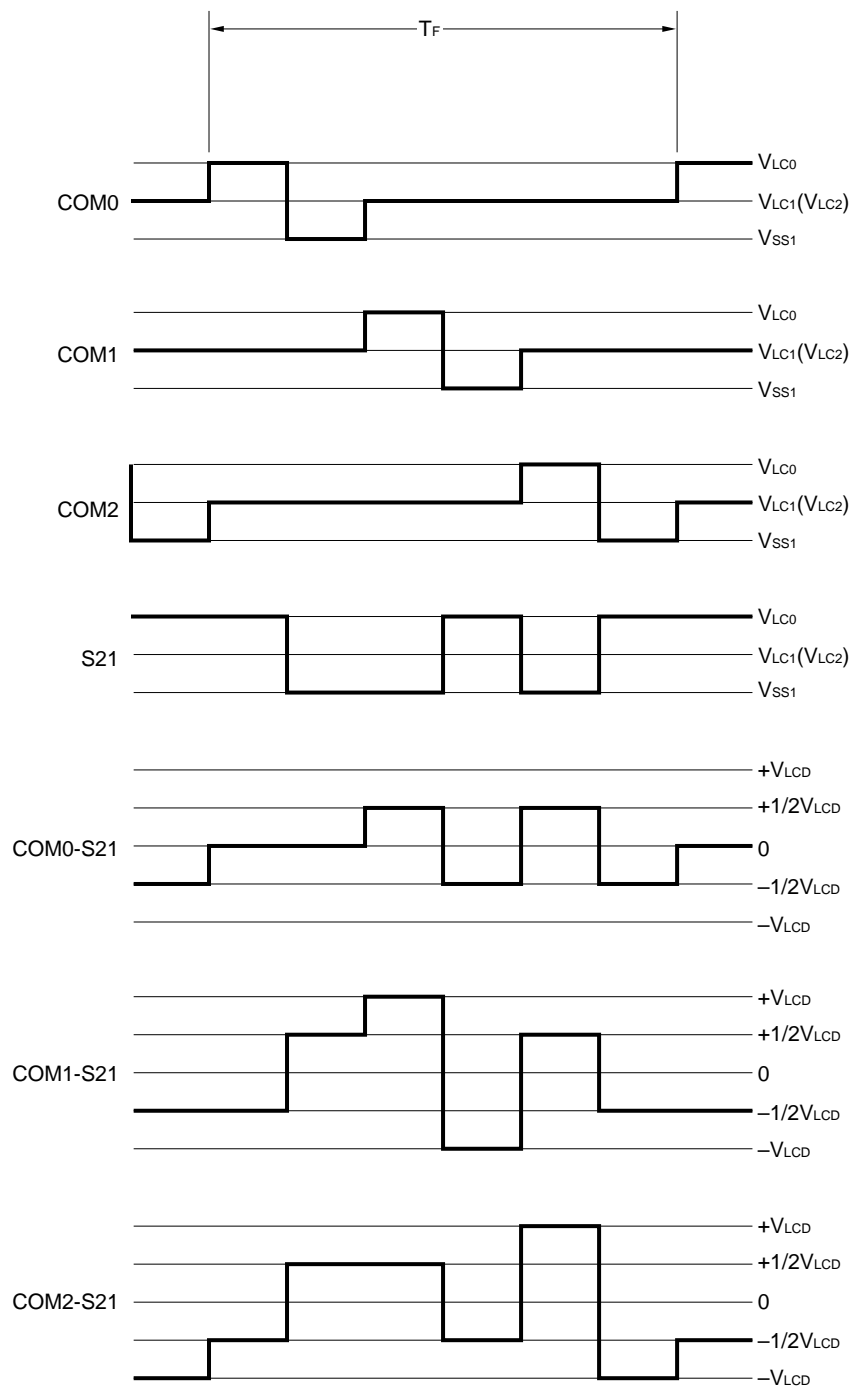 TF
VLC0
COM0
VLC1(VLC2)
VSS1
VLC0
COM1
VLC1(VLC2)
VSS1
VLC0
COM2
VLC1(VLC2)
VSS1
VLC0
S21
VLC1(VLC2)
VSS1
+VLCD
+1/2VLCD
COM0-S21
0
–1/2VLCD
–VLCD
+VLCD
+1/2VLCD
COM1-S21
0
–1/2VLCD
–VLCD
+VLCD
+1/2VLCD
COM2-S21
0
–1/2VLCD
–VLCD